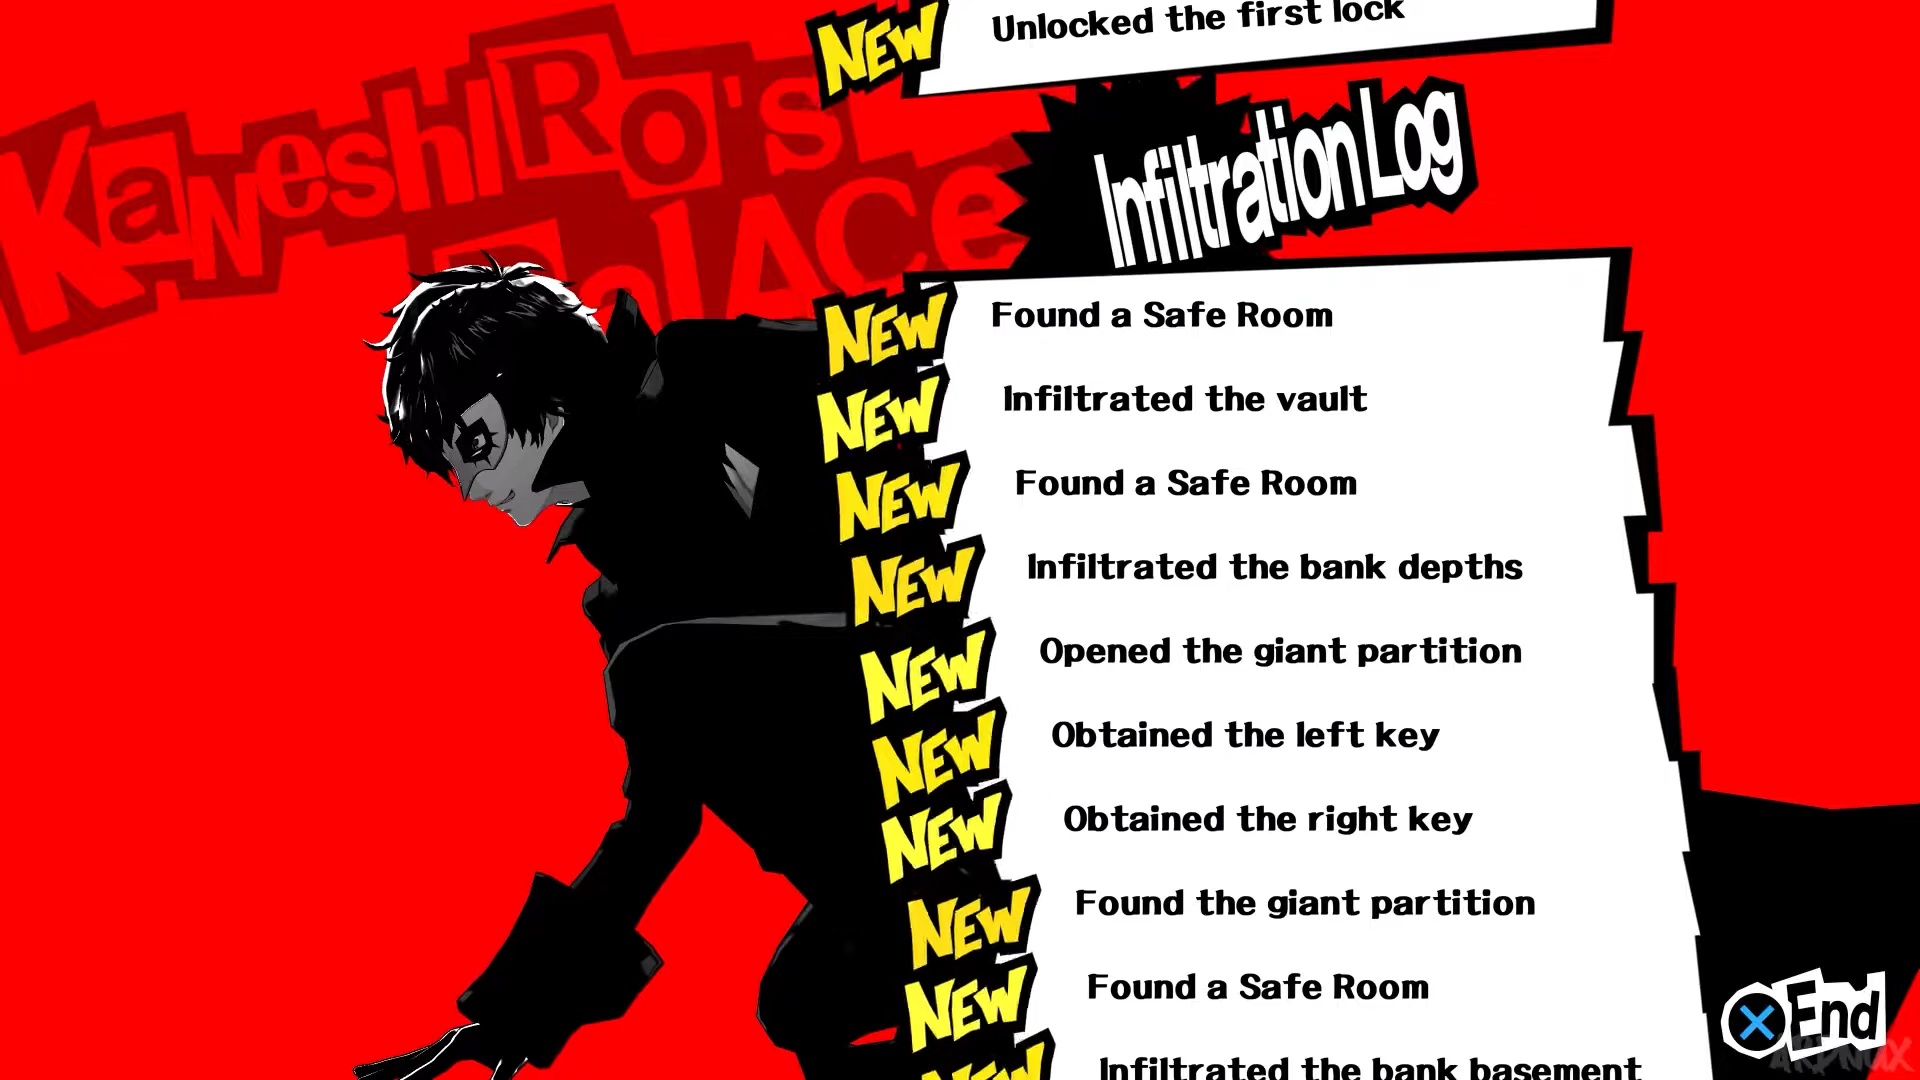 NEW Unlocked the first lock
KaNeshIRo's
PalACe
Infiltration Log
NEW Found a Safe Room
NEW Infiltrated the vault
NEW Found a Safe Room
NEW Infiltrated the bank depths
NEW Opened the giant partition
NEW Obtained the left key
NEW Obtained the right key
NEW Found the giant partition
NEW Found a Safe Room
NEW Infiltrated the bank basement
End